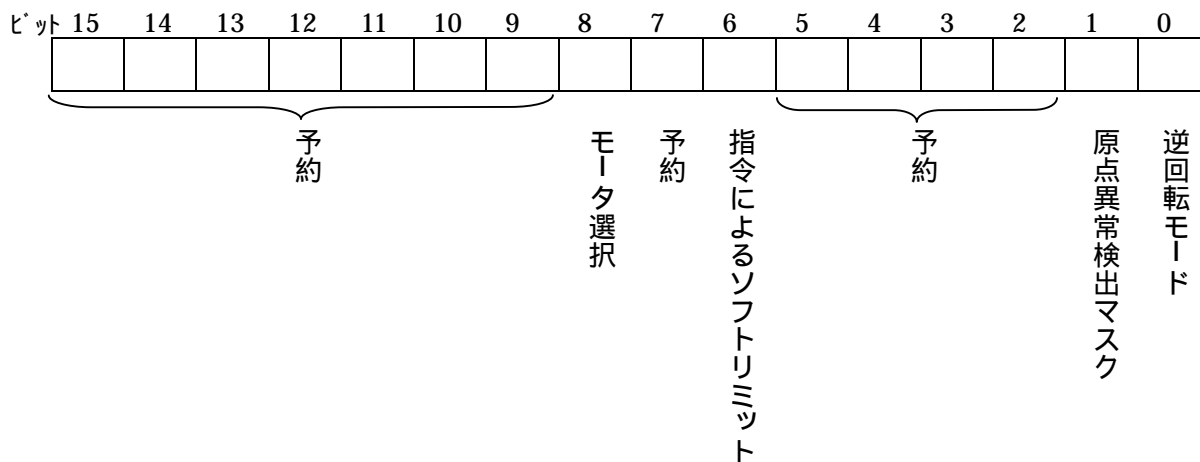 ビット 15 14 13 12 11 10 9 8 7 6 5 4 3 2 1 0
予約
モータ選択
予約
指令によるソフトリミット
予約
原点異常検出マスク
逆回転モード